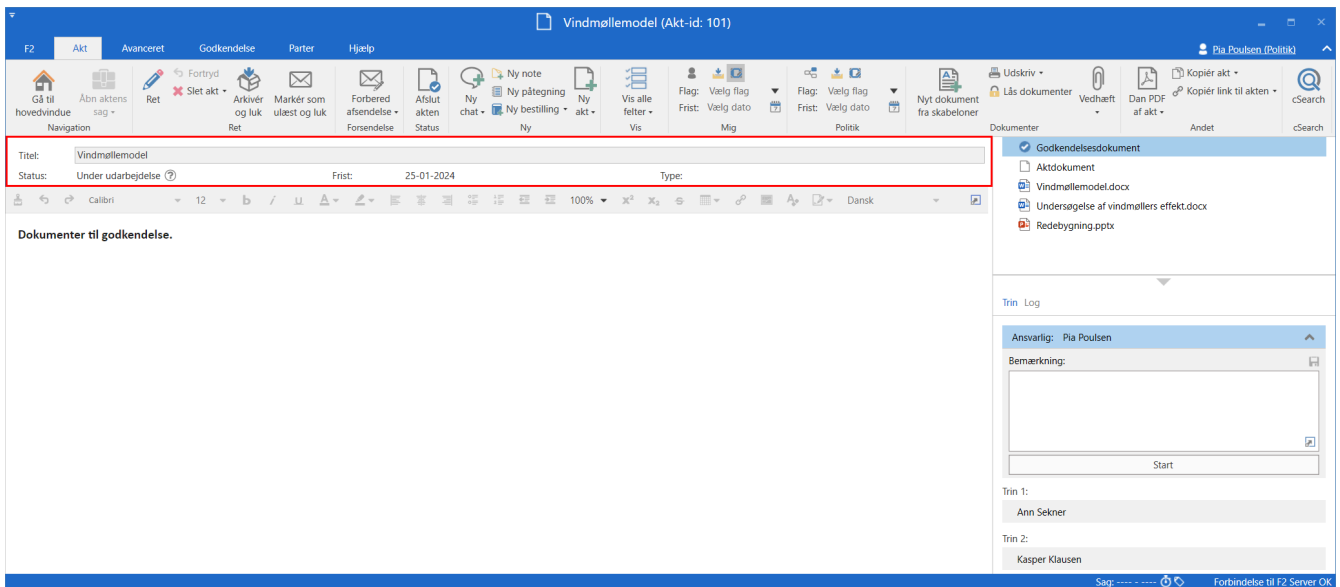 Vindmøllemodel (Akt-id: 101)
F2 Akt Avanceret Godkendelse Parter Hjælp
Pia Poulsen (Politik)
Gå til hovedvindue
Åbn aktens sag
Navigation
Ret
Fortryd
Slet akt
Arkivér og luk
Markér som ulæst og luk
Ret
Forbered afsendelse
Forsendelse
Afslut akten
Status
Ny chat
Ny note
Ny påtegning
Ny bestilling
Ny akt
Ny
Vis alle felter
Vis
Flag: Vælg flag
Frist: Vælg dato
Mig
Flag: Vælg flag
Frist: Vælg dato
Politik
Nyt dokument fra skabeloner
Udskriv
Lås dokumenter
Vedhæft
Dokumenter
Dan PDF af akt
Kopiér akt
Kopiér link til akten
Andet
cSearch
cSearch
Titel: Vindmøllemodel
Status: Under udarbejdelse ? Frist: 25-01-2024 Type:
Calibri 12 b i u A 100% X² X₂ S Dansk
Dokumenter til godkendelse.
Godkendelsesdokument
Aktdokument
Vindmøllemodel.docx
Undersøgelse af vindmøllers effekt.docx
Redebygning.pptx
Trin Log
Ansvarlig: Pia Poulsen
Bemærkning:
Start
Trin 1:
Ann Sekner
Trin 2:
Kasper Klausen
Sag: ---- - ---- Forbindelse til F2 Server OK